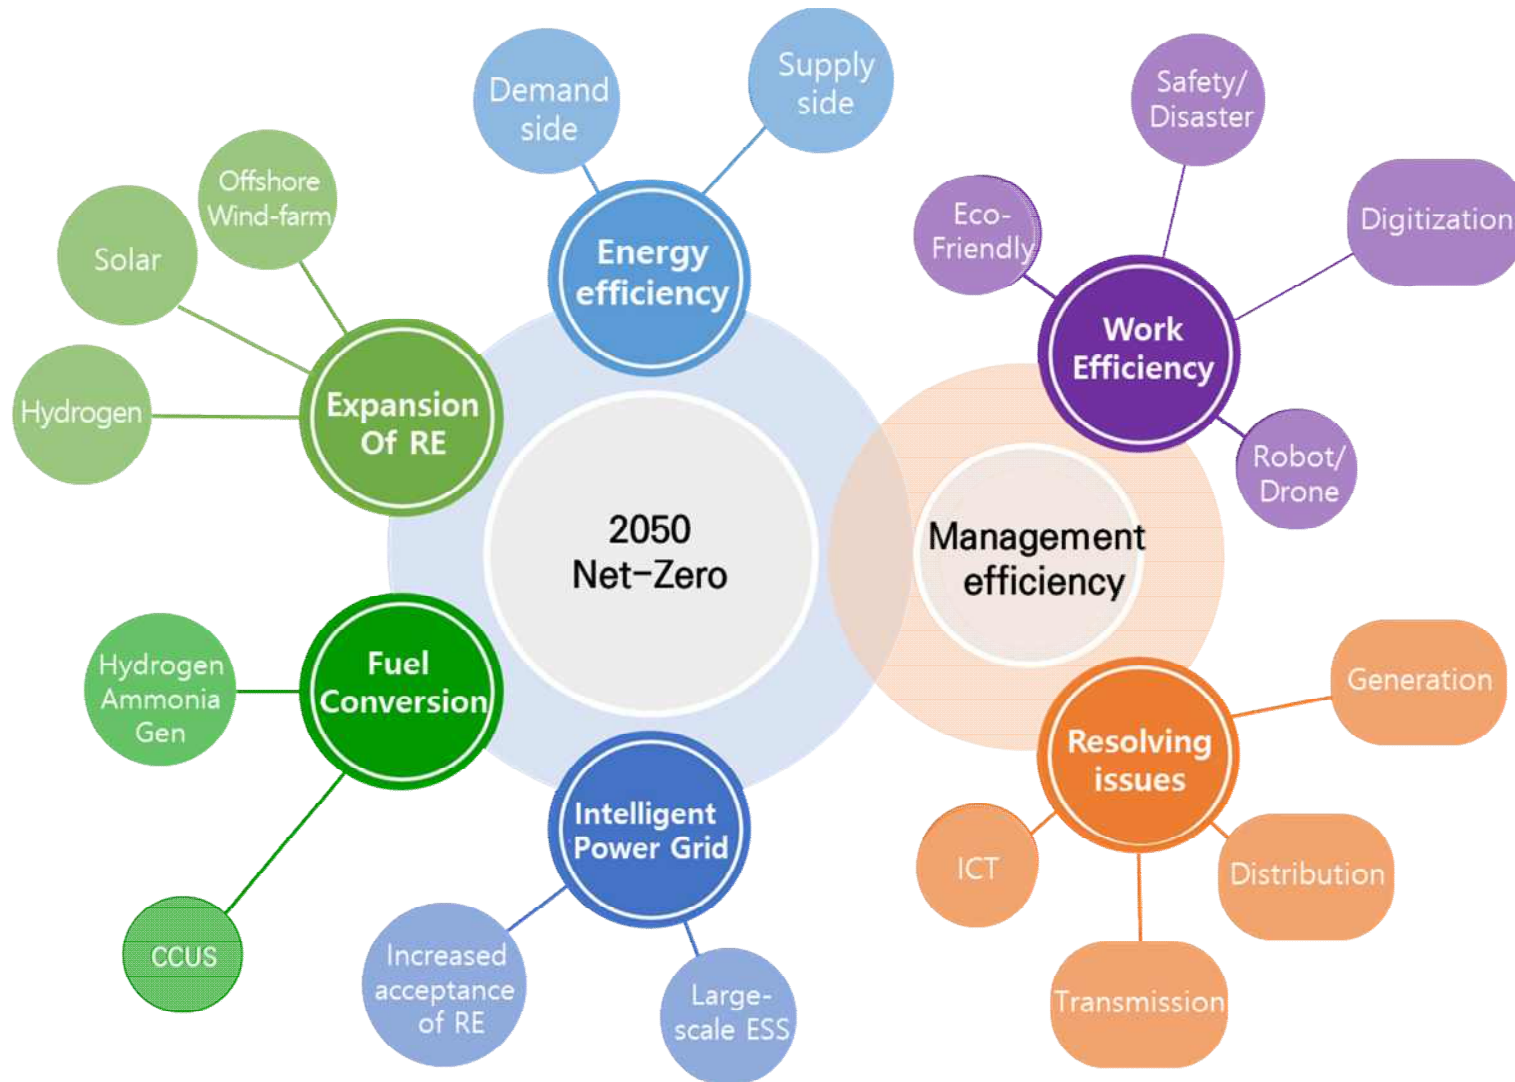 Demand
side
Supply
side
Safety/
Disaster
Offshore
Wind-farm
Solar
Hydrogen
Energy
efficiency
Eco-
Friendly
Digitization
Expansion
Of RE
Work
Efficiency
Robot/
Drone
2050
Net-Zero
Management
efficiency
Hydrogen
Ammonia
Gen
Fuel
Conversion
CCUS
Intelligent
Power Grid
Increased
acceptance
of RE
Large-
scale ESS
Resolving
issues
Generation
ICT
Distribution
Transmission